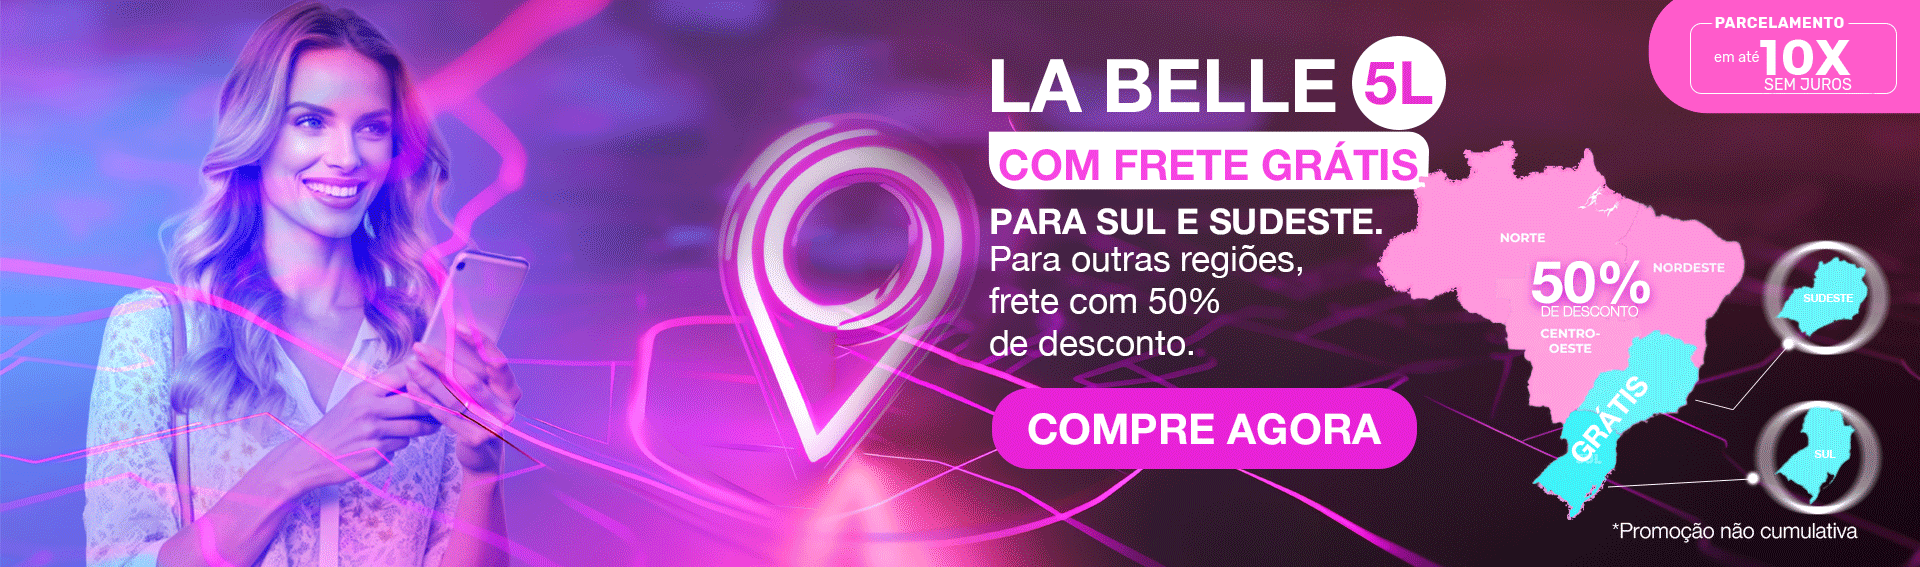 LA BELLE 5L
COM FRETE GRÁTIS
PARA SUL E SUDESTE.
Para outras regiões,
frete com 50%
de desconto.
COMPRE AGORA
PARCELAMENTO
em até 10X
SEM JUROS
NORTE
NORDESTE
50%
DE DESCONTO
CENTRO-
OESTE
GRÁTIS
SUDESTE
SUL
*Promoção não cumulativa